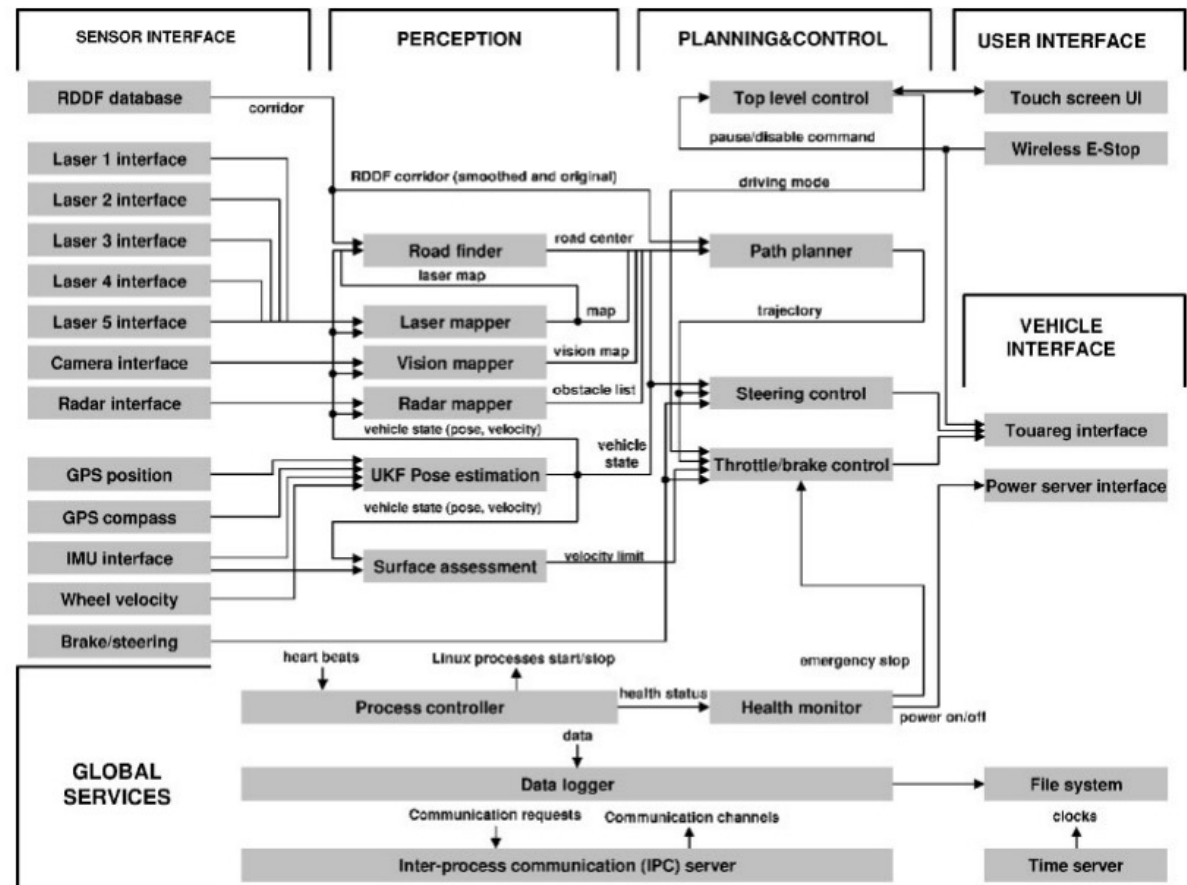 SENSOR INTERFACE
PERCEPTION
PLANNING&CONTROL
USER INTERFACE
RDDF database
corridor
Top level control
Touch screen UI
pause/disable command
Wireless E-Stop
Laser 1 interface
RDDF corridor (smoothed and original)
driving mode
Laser 2 interface
Laser 3 interface
Road finder
road center
Path planner
laser map
Laser 4 interface
Laser 5 interface
Laser mapper
map
trajectory
VEHICLE
INTERFACE
Camera interface
Vision mapper
vision map
Radar interface
Radar mapper
obstacle list
Steering control
vehicle state (pose, velocity)
vehicle
state
Touareg interface
GPS position
UKF Pose estimation
Throttle/brake control
Power server interface
GPS compass
vehicle state (pose, velocity)
IMU interface
Surface assessment
velocity limit
Wheel velocity
Brake/steering
heart beats
Linux processes start/stop
emergency stop
health status
Process controller
Health monitor
power on/off
data
GLOBAL
SERVICES
Data logger
File system
Communication requests
Communication channels
clocks
Inter-process communication (IPC) server
Time server